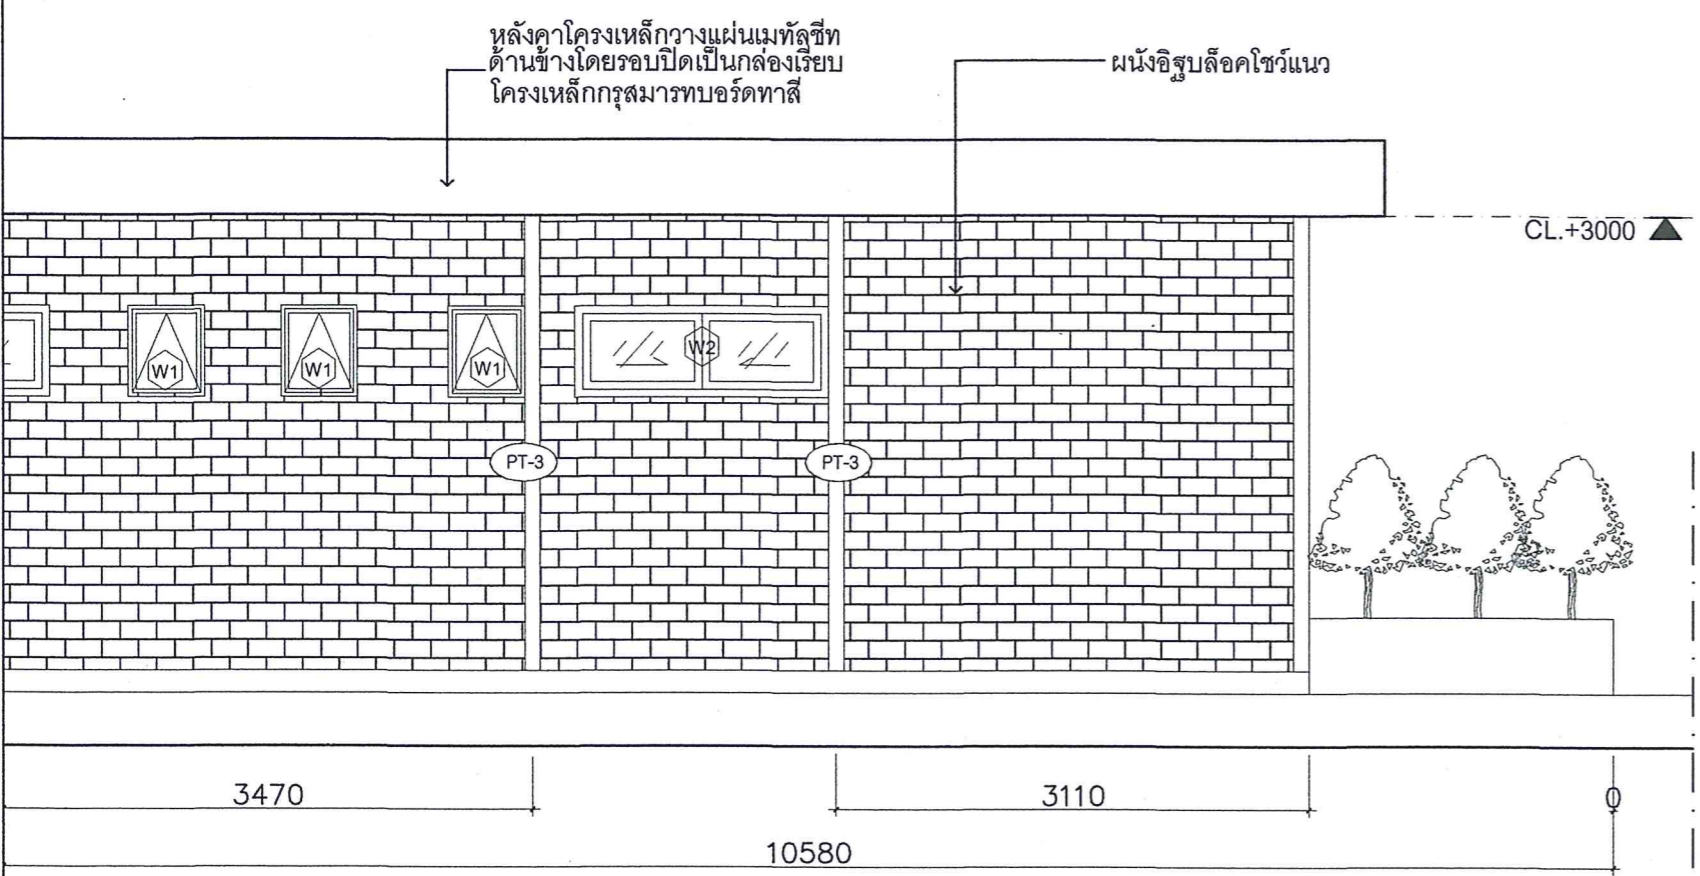 หลังคาโครงเหล็กวางแผ่นเมทัลชีท
ด้านข้างโดยรอบปิดเป็นกล่องเรียบ
โครงเหล็กกรุสมารทบอร์ดทาสี
ผนังอิฐบล็อคโชว์แนว
CL.+3000
W1
W1
W1
W2
PT-3
PT-3
3470
3110
0
10580